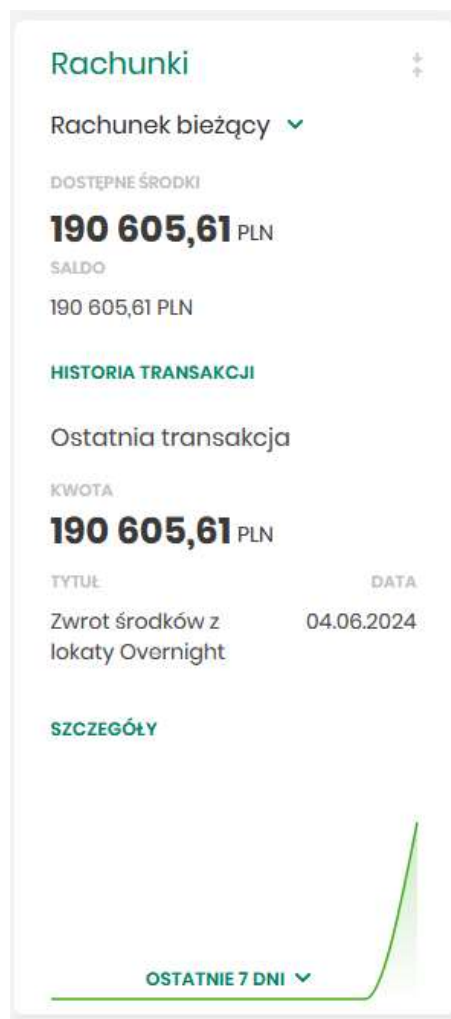 Rachunki
Rachunek bieżący
DOSTĘPNE ŚRODKI
190 605,61 PLN
SALDO
190 605,61 PLN
HISTORIA TRANSAKCJI
Ostatnia transakcja
KWOTA
190 605,61 PLN
TYTUŁ DATA
Zwrot środków z 04.06.2024
lokaty Overnight
SZCZEGÓŁY
OSTATNIE 7 DNI